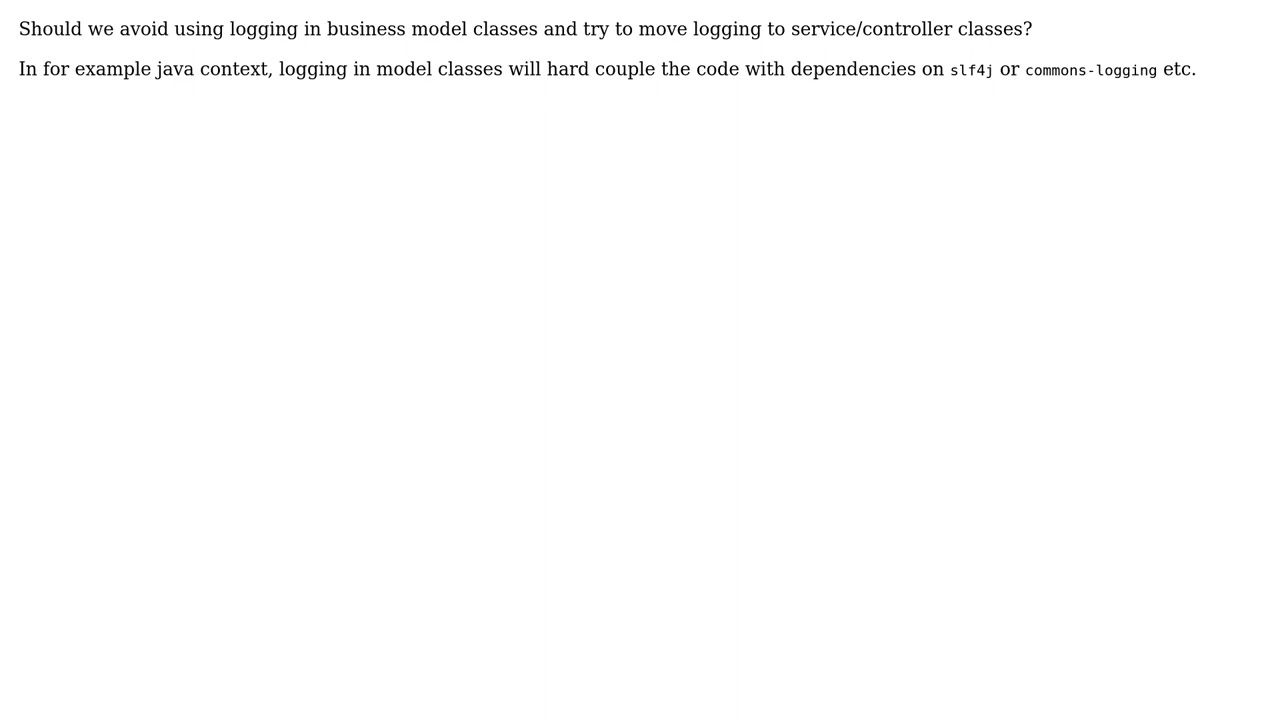 Should we avoid using logging in business model classes and try to move logging to service/controller classes?
In for example java context, logging in model classes will hard couple the code with dependencies on slf4j or commons-logging etc.